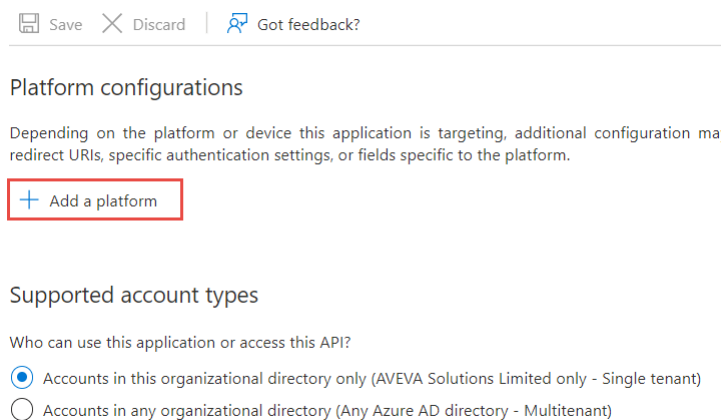 Save Discard Got feedback?
Platform configurations
Depending on the platform or device this application is targeting, additional configuration
redirect URIs, specific authentication settings, or fields specific to the platform.
Add a platform
Supported account types
Who can use this application or access this API?
Accounts in this organizational directory only (AVEVA Solutions Limited only - Single tenant)
Accounts in any organizational directory (Any Azure AD directory - Multitenant)